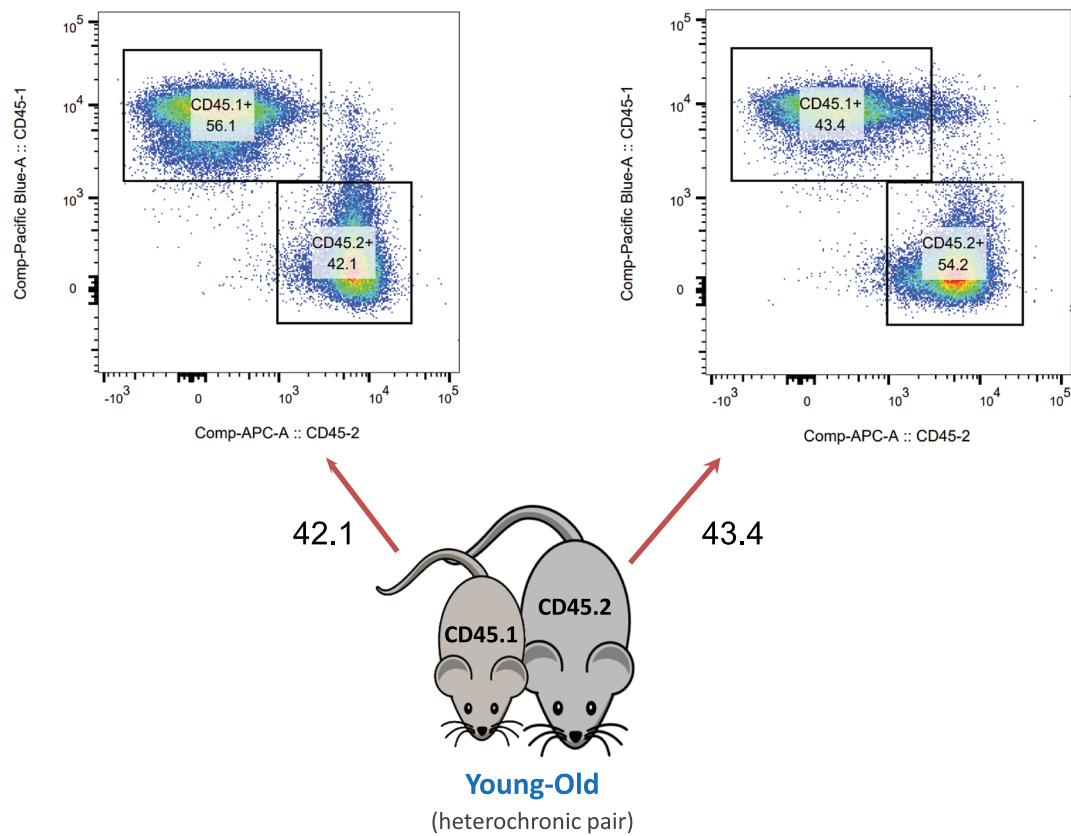 Comp-Pacific Blue-A :: CD45-1
10^5
10^4
10^3
0
CD45.1+
56.1
CD45.2+
42.1
-10^3
0
10^3
10^4
10^5
Comp-APC-A :: CD45-2
Comp-Pacific Blue-A :: CD45-1
10^5
10^4
10^3
0
CD45.1+
43.4
CD45.2+
54.2
-10^3
0
10^3
10^4
10^5
Comp-APC-A :: CD45-2
42.1
43.4
CD45.1
CD45.2
Young-Old
(heterochronic pair)